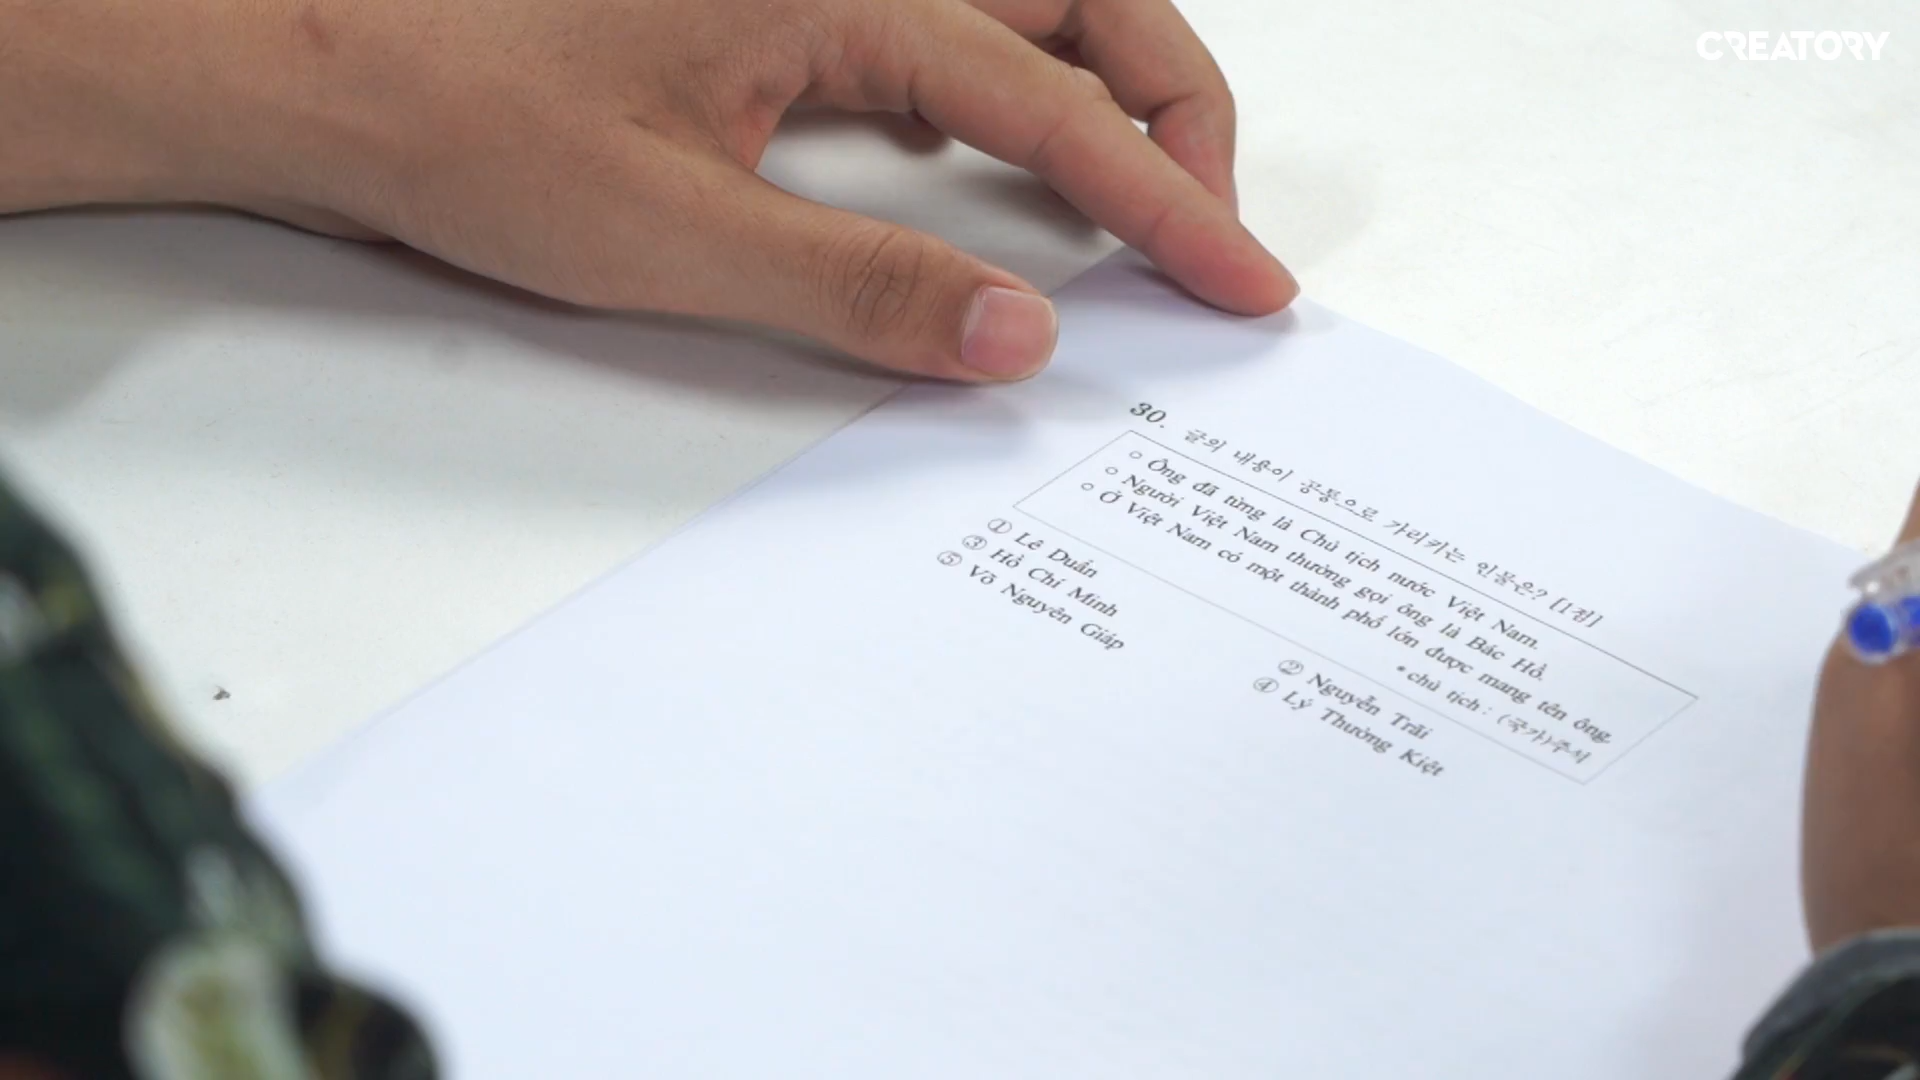 CREATORY
30. 글의 내용이 공통으로 가리키는 인물은? [1점]
○ Ông đã từng là Chủ tịch nước Việt Nam.
○ Người Việt Nam thường gọi ông là Bác Hồ.
○ Ở Việt Nam có một thành phố lớn được mang tên ông.
* chủ tịch : (국가)주석
① Lê Duẩn ② Nguyễn Trãi
③ Hồ Chí Minh ④ Lý Thường Kiệt
⑤ Võ Nguyên Giáp